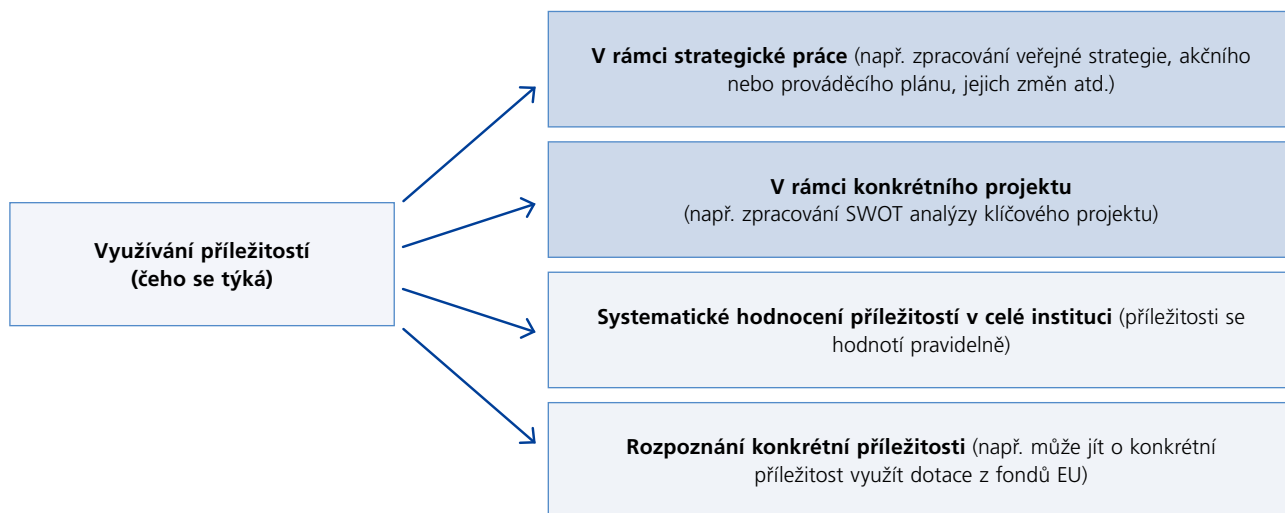 V rámci strategické práce (např. zpracování veřejné strategie, akčního
nebo prováděcího plánu, jejich změn atd.)
V rámci konkrétního projektu
(např. zpracování SWOT analýzy klíčového projektu)
Využívání příležitostí
(čeho se týká)
Systematické hodnocení příležitostí v celé instituci (příležitosti se
hodnotí pravidelně)
Rozpoznání konkrétní příležitosti (např. může jít o konkrétní
příležitost využít dotace z fondů EU)